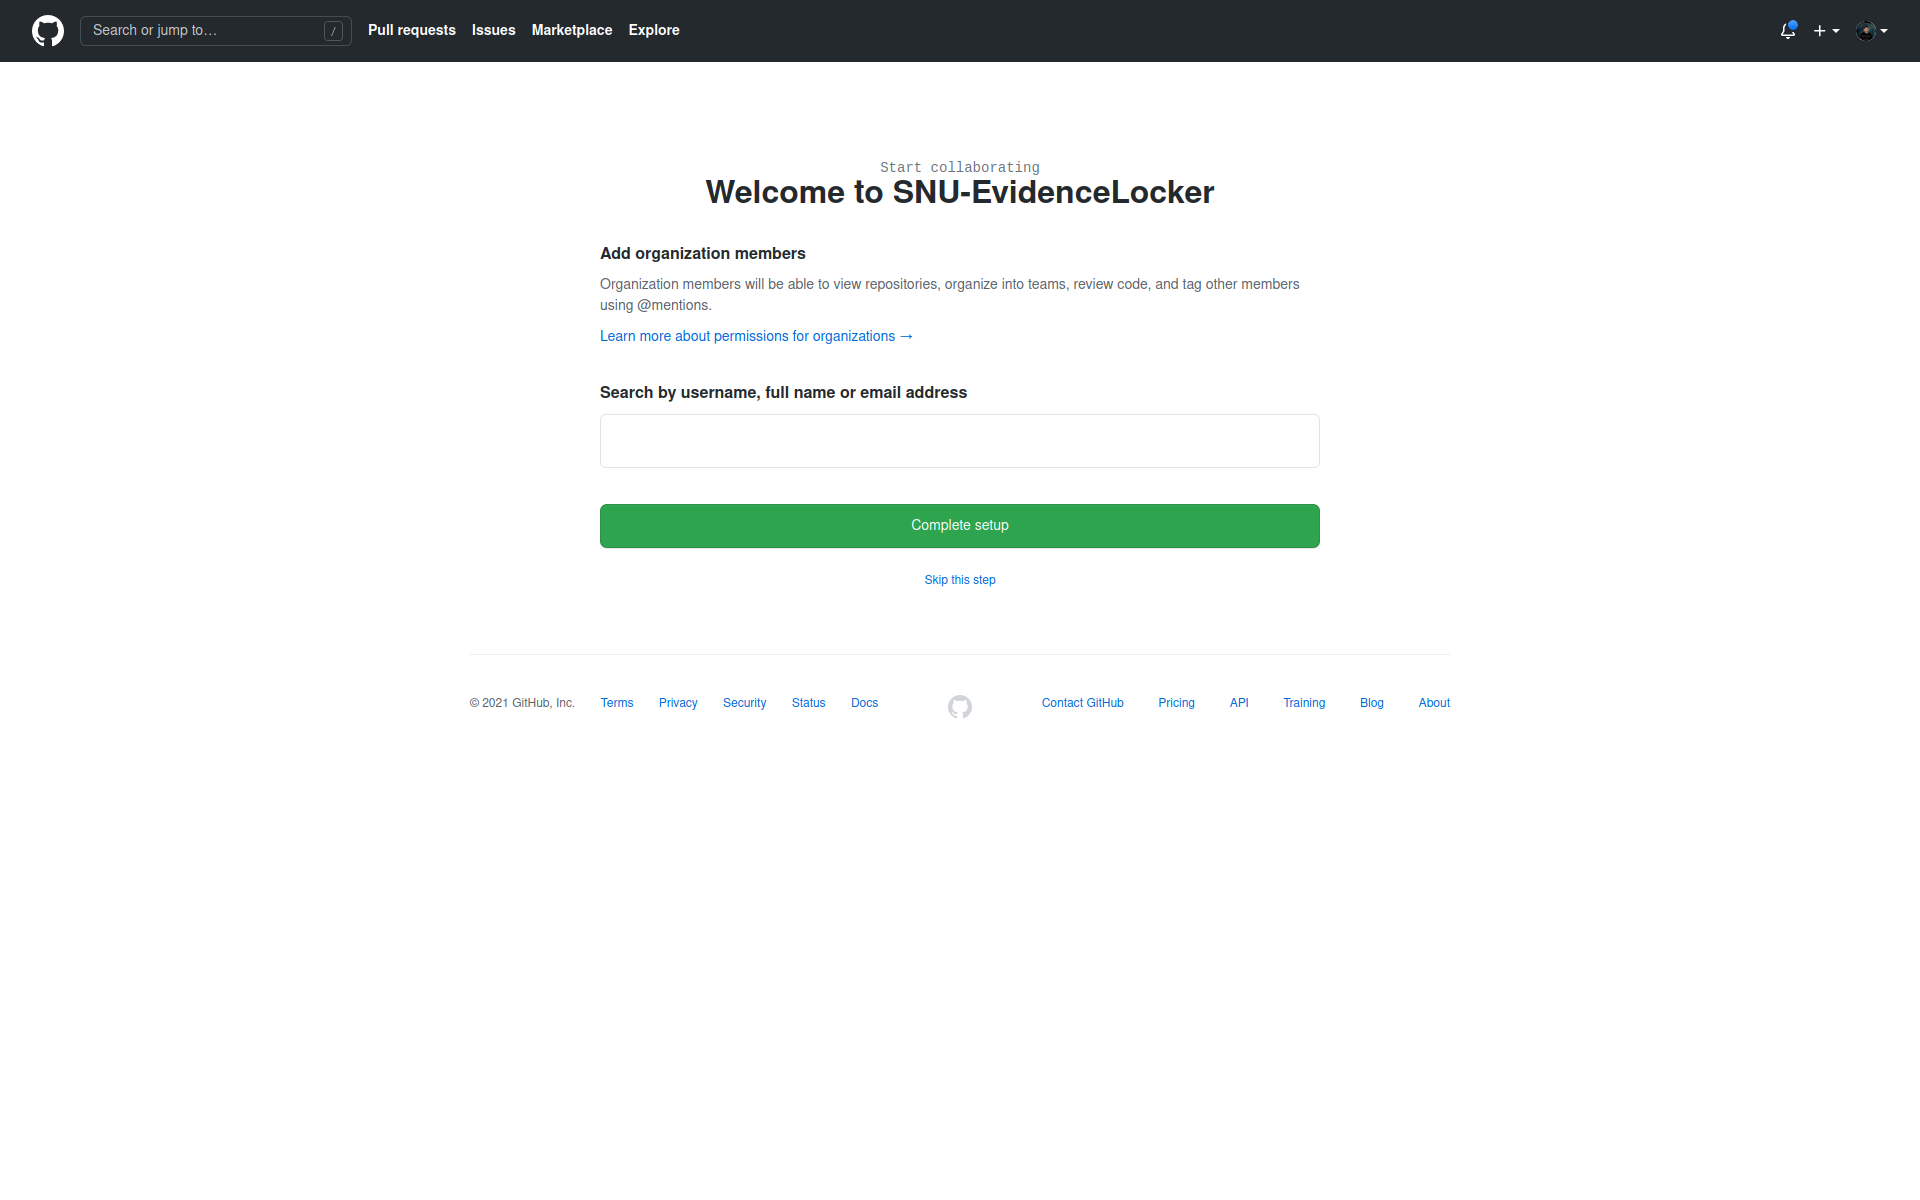 Search or jump to…
/
Pull requests
Issues
Marketplace
Explore
Start collaborating
Welcome to SNU-EvidenceLocker
Add organization members
Organization members will be able to view repositories, organize into teams, review code, and tag other members
using @mentions.
Learn more about permissions for organizations →
Search by username, full name or email address
Complete setup
Skip this step
© 2021 GitHub, Inc.
Terms
Privacy
Security
Status
Docs
Contact GitHub
Pricing
API
Training
Blog
About